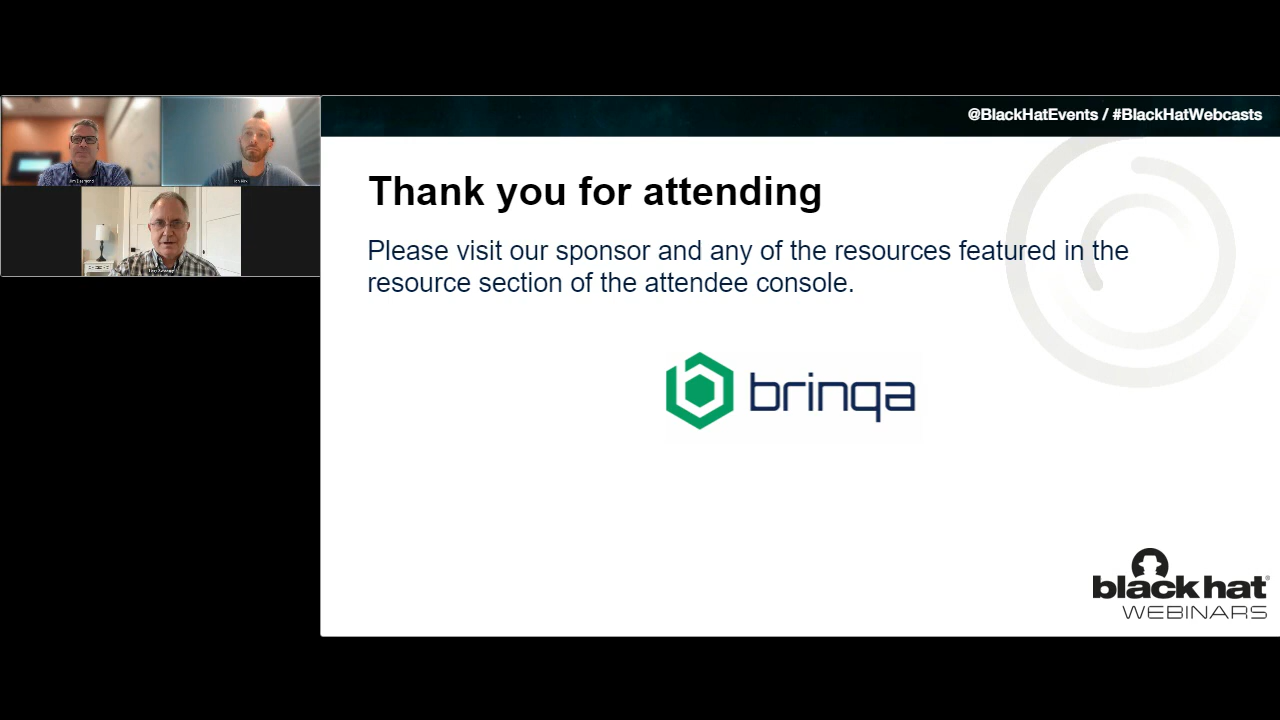 @BlackHatEvents / #BlackHatWebcasts
Thank you for attending
Please visit our sponsor and any of the resources featured in the
resource section of the attendee console.
brinqa
black hat®
WEBINARS